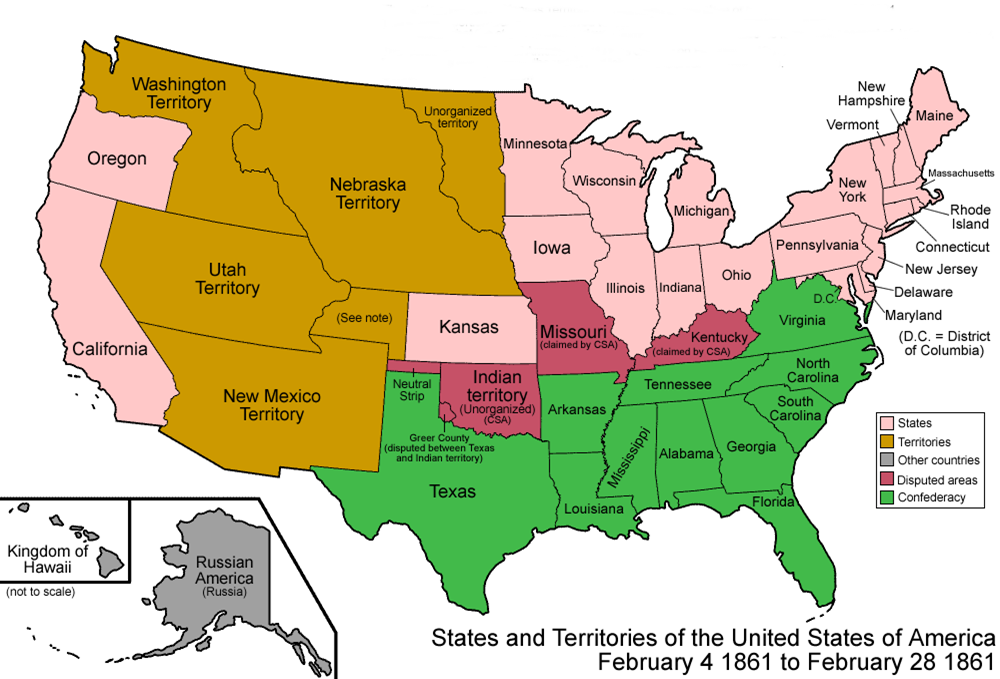 Washington
Territory
Unorganized
territory
Oregon
Nebraska
Territory
Minnesota
Wisconsin
Michigan
New
Hampshire
Vermont
Maine
Massachusetts
New
York
Rhode
Island
Connecticut
Pennsylvania
New Jersey
Iowa
Utah
Territory
Illinois
Indiana
Ohio
Delaware
D.C.
Maryland
(D.C. = District
of Columbia)
(See note)
Kansas
Missouri
(claimed by CSA)
Kentucky
(claimed by CSA)
Virginia
California
New Mexico
Territory
Neutral
Strip
Indian
territory
(Unorganized)
(CSA)
Arkansas
Tennessee
North
Carolina
South
Carolina
Greer County
(disputed between Texas
and Indian territory)
Mississippi
Alabama
Georgia
Texas
Louisiana
Florida
States
Territories
Other countries
Disputed areas
Confederacy
Kingdom of
Hawaii
(not to scale)
Russian
America
(Russia)
States and Territories of the United States of America
February 4 1861 to February 28 1861